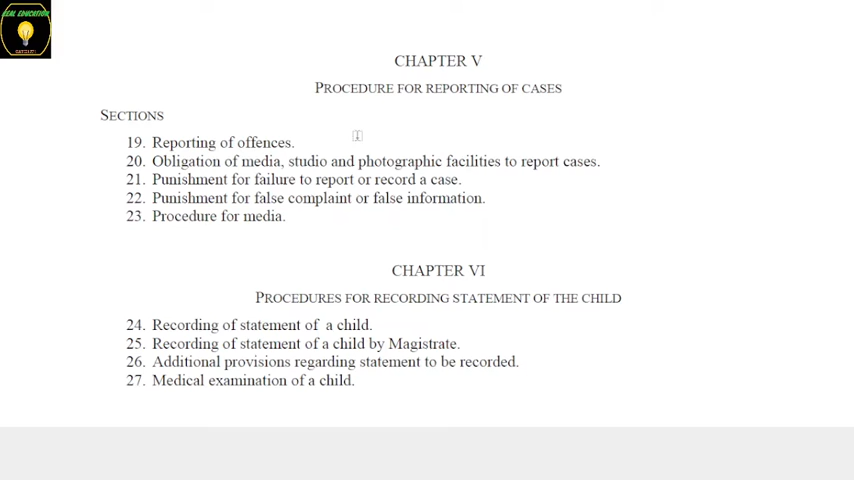 LEAL EDUCATION
CHAPTER V
PROCEDURE FOR REPORTING OF CASES
SECTIONS
19. Reporting of offences.
20. Obligation of media, studio and photographic facilities to report cases.
21. Punishment for failure to report or record a case.
22. Punishment for false complaint or false information.
23. Procedure for media.
CHAPTER VI
PROCEDURES FOR RECORDING STATEMENT OF THE CHILD
24. Recording of statement of a child.
25. Recording of statement of a child by Magistrate.
26. Additional provisions regarding statement to be recorded.
27. Medical examination of a child.